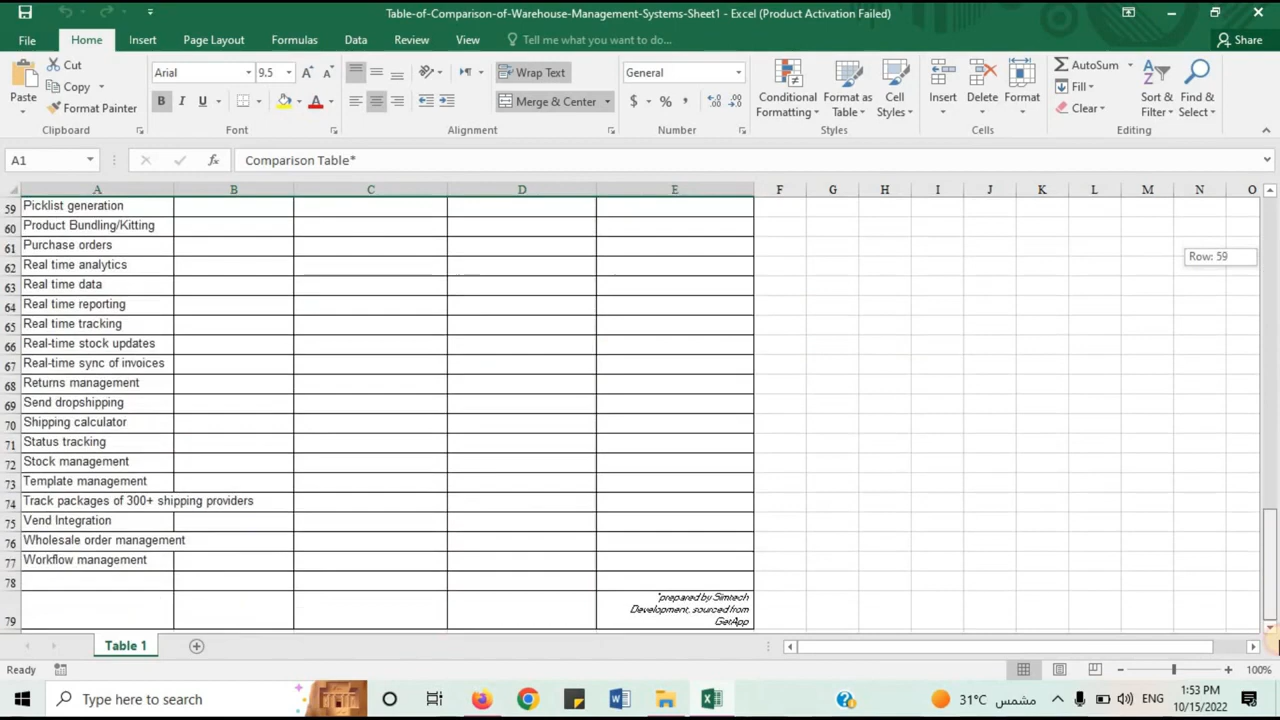 Table-of-Comparison-of-Warehouse-Management-Systems-Sheet1 - Excel (Product Activation Failed)
File Home Insert Page Layout Formulas Data Review View Tell me what you want to do... Share
Paste
Cut
Copy
Format Painter
Clipboard
Arial 9.5
B I U
Font
Wrap Text
Merge & Center
Alignment
General
$ % ,
Number
Conditional Formatting
Format as Table
Cell Styles
Styles
Insert
Delete
Format
Cells
AutoSum
Fill
Clear
Sort & Filter
Find & Select
Editing
A1 fx Comparison Table*
A B C D E F G H I J K L M N O
59 Picklist generation
60 Product Bundling/Kitting
61 Purchase orders
62 Real time analytics
Row: 59
63 Real time data
64 Real time reporting
65 Real time tracking
66 Real-time stock updates
67 Real-time sync of invoices
68 Returns management
69 Send dropshipping
70 Shipping calculator
71 Status tracking
72 Stock management
73 Template management
74 Track packages of 300+ shipping providers
75 Vend Integration
76 Wholesale order management
77 Workflow management
78
*prepared by Simtech
Development, sourced from
79 GetApp
Table 1
Ready 100%
Type here to search 31°C مشمس ENG 1:53 PM
10/15/2022